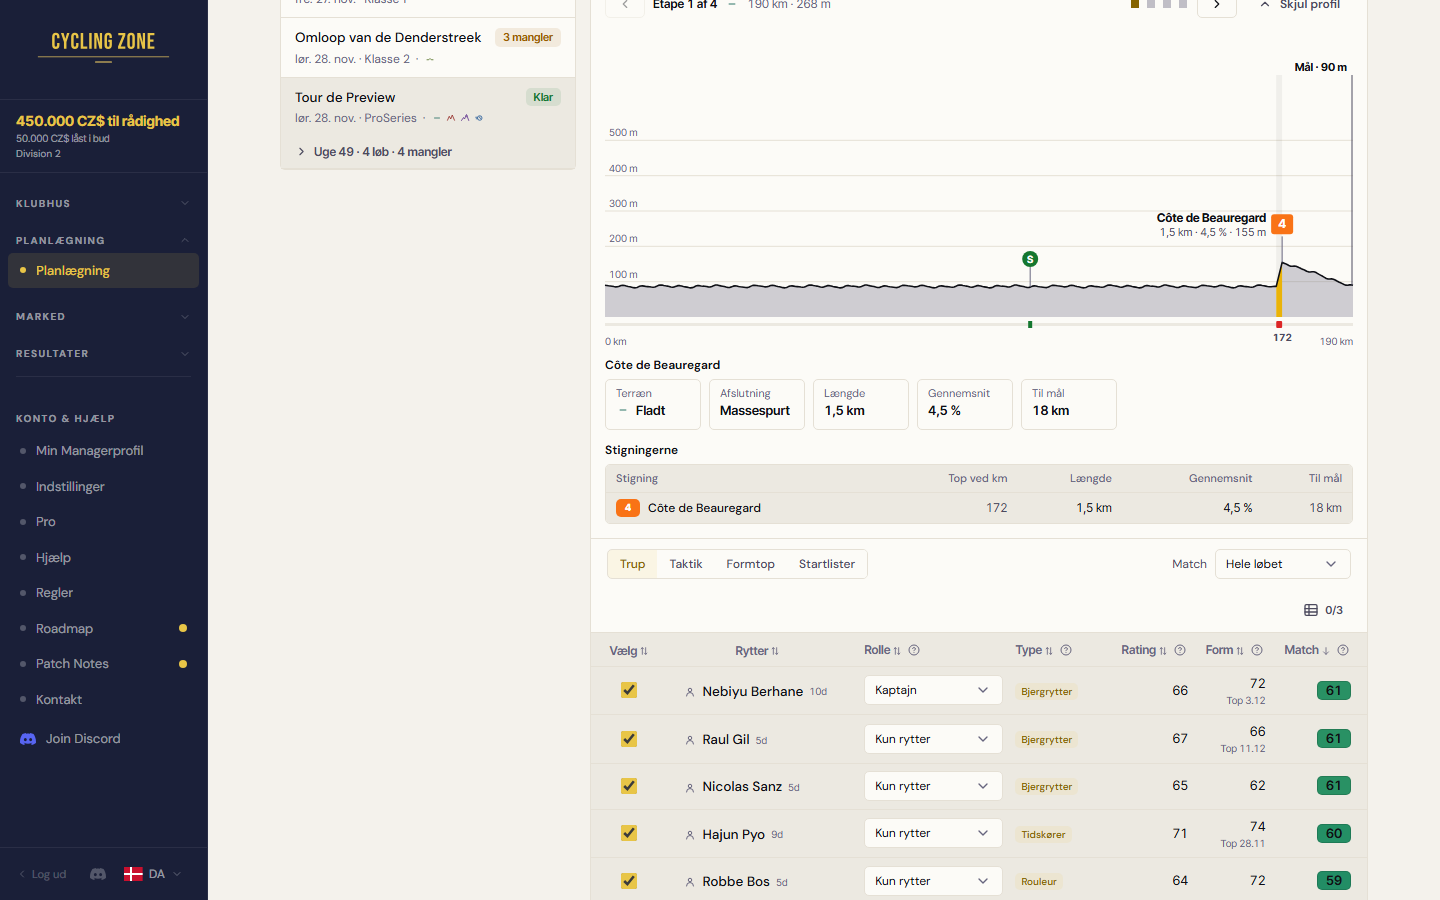 CYCLING ZONE
450.000 CZ$ til rådighed
50.000 CZ$ låst i bud
Division 2
KLUBHUS
PLANLÆGNING
Planlægning
MARKED
RESULTATER
KONTO & HJÆLP
Min Managerprofil
Indstillinger
Pro
Hjælp
Regler
Roadmap
Patch Notes
Kontakt
Join Discord
Log ud
DA
fre. 27. nov. · Klasse 1
Omloop van de Denderstreek 3 mangler
lør. 28. nov. · Klasse 2 ·
Tour de Preview Klar
lør. 28. nov. · ProSeries ·
Uge 49 · 4 løb · 4 mangler
Etape 1 af 4 – 190 km · 268 m
Skjul profil
Mål · 90 m
500 m
400 m
300 m
200 m
100 m
Côte de Beauregard 4
1,5 km · 4,5 % · 155 m
S
172
0 km 190 km
Côte de Beauregard
Terræn Afslutning Længde Gennemsnit Til mål
– Fladt Massespurt 1,5 km 4,5 % 18 km
Stigningerne
Stigning Top ved km Længde Gennemsnit Til mål
4 Côte de Beauregard 172 1,5 km 4,5 % 18 km
Trup Taktik Formtop Startlister Match Hele løbet
0/3
Vælg Rytter Rolle Type Rating Form Match
Nebiyu Berhane 10d Kaptajn Bjergrytter 66 72 61
Top 3.12
Raul Gil 5d Kun rytter Bjergrytter 67 66 61
Top 11.12
Nicolas Sanz 5d Kun rytter Bjergrytter 65 62 61
Hajun Pyo 9d Kun rytter Tidskører 71 74 60
Top 28.11
Robbe Bos 5d Kun rytter Rouleur 64 72 59